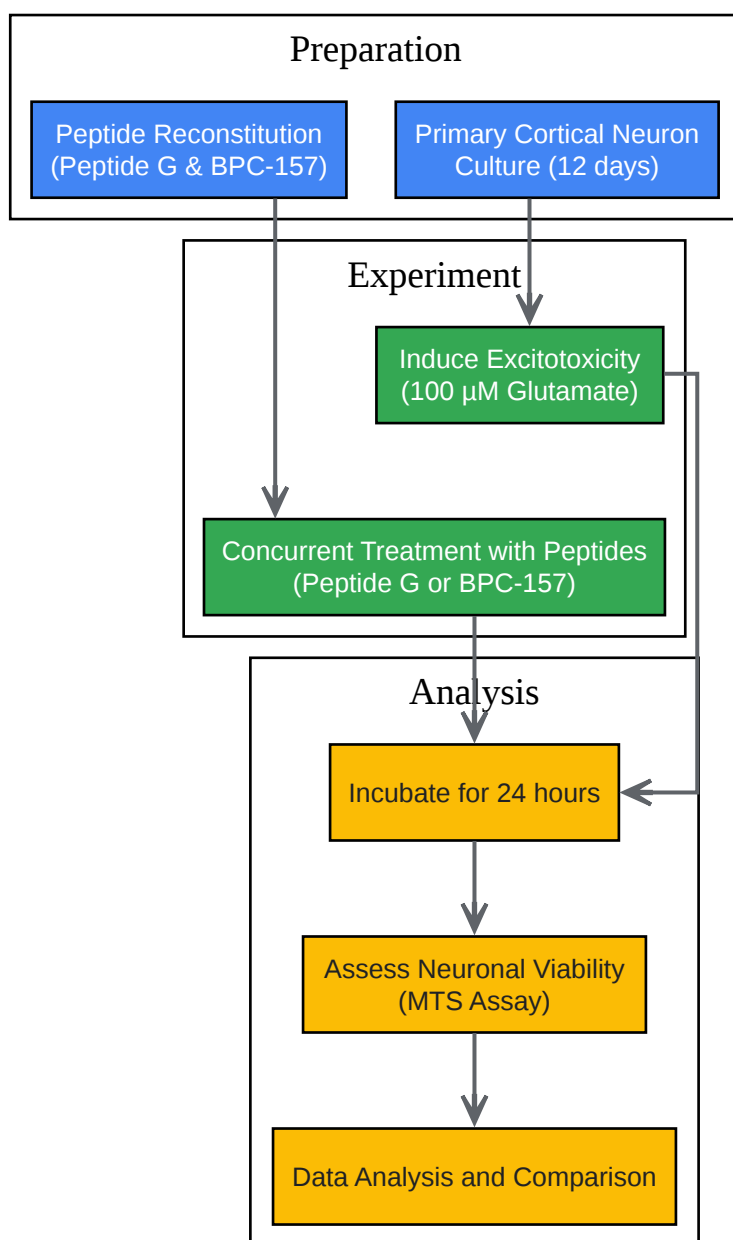 Preparation
Peptide Reconstitution
(Peptide G & BPC-157)
Primary Cortical Neuron
Culture (12 days)
Experiment
Induce Excitotoxicity
(100 µM Glutamate)
Concurrent Treatment with Peptides
(Peptide G or BPC-157)
Analysis
Incubate for 24 hours
Assess Neuronal Viability
(MTS Assay)
Data Analysis and Comparison